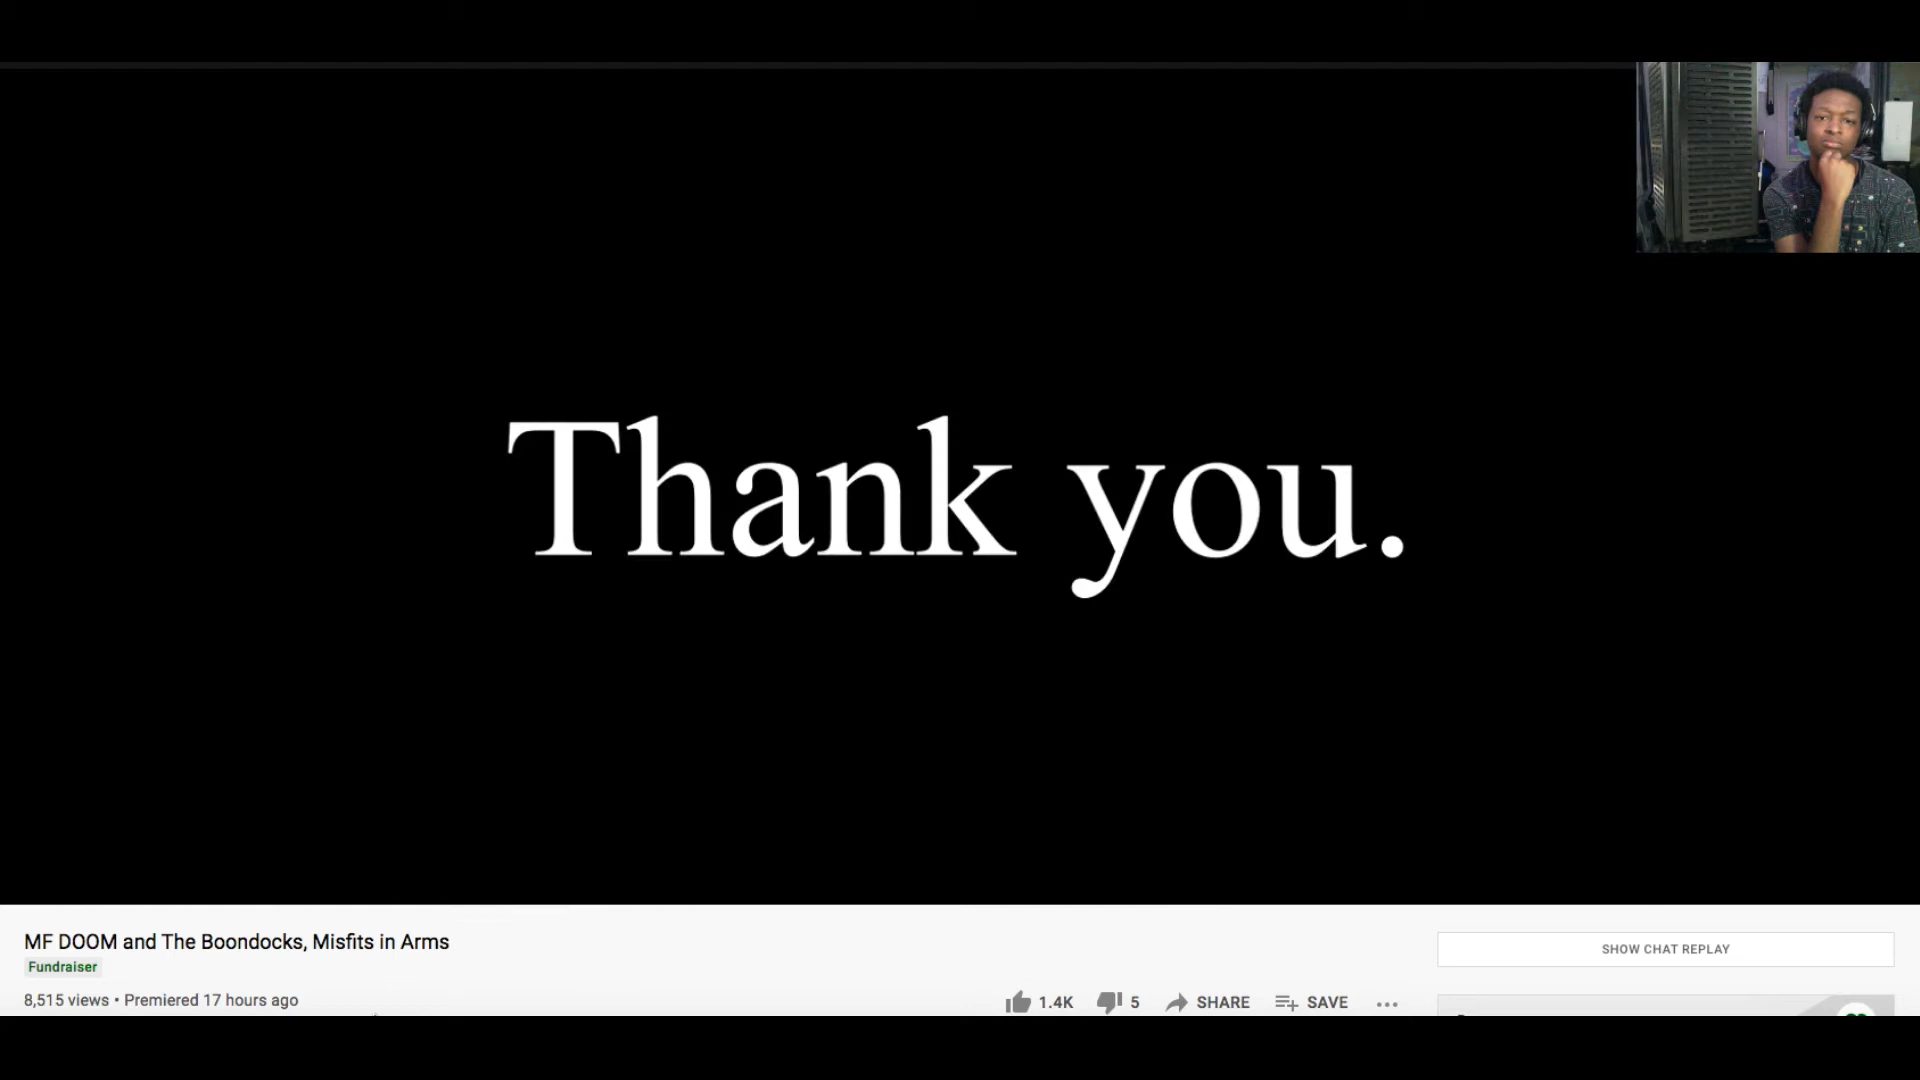 Thank you.
MF DOOM and The Boondocks, Misfits in Arms
Fundraiser
8,515 views • Premiered 17 hours ago
1.4K
5
SHARE
SAVE
SHOW CHAT REPLAY